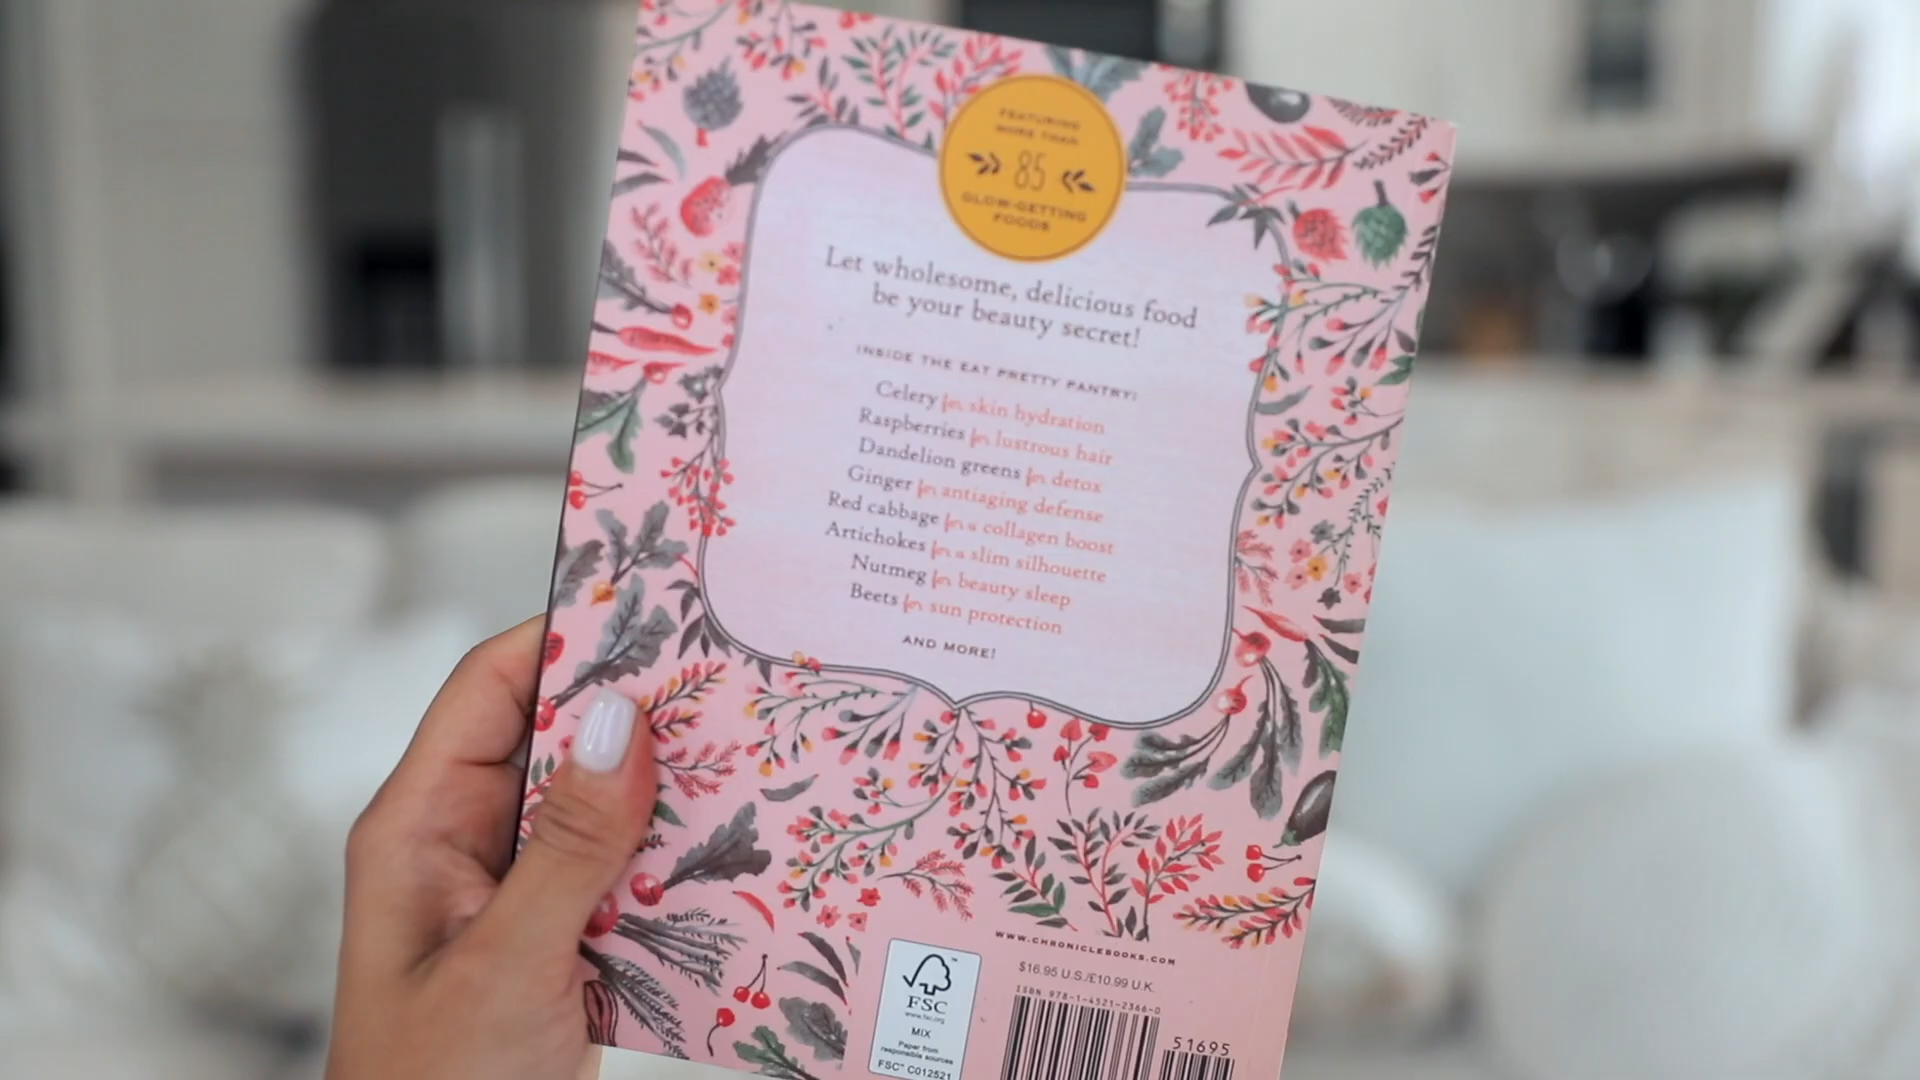 FEATURING
MORE THAN
85
GLOW-GETTING
FOODS
Let wholesome, delicious food
be your beauty secret!
INSIDE THE EAT PRETTY PANTRY:
Celery for skin hydration
Raspberries for lustrous hair
Dandelion greens for detox
Ginger for antiaging defense
Red cabbage for a collagen boost
Artichokes for a slim silhouette
Nutmeg for beauty sleep
Beets for sun protection
AND MORE!
WWW.CHRONICLEBOOKS.COM
$16.95 U.S./£10.99 U.K.
ISBN 978-1-4521-2366-0
51695
FSC
www.fsc.org
MIX
Paper from
responsible sources
FSC™ C012521